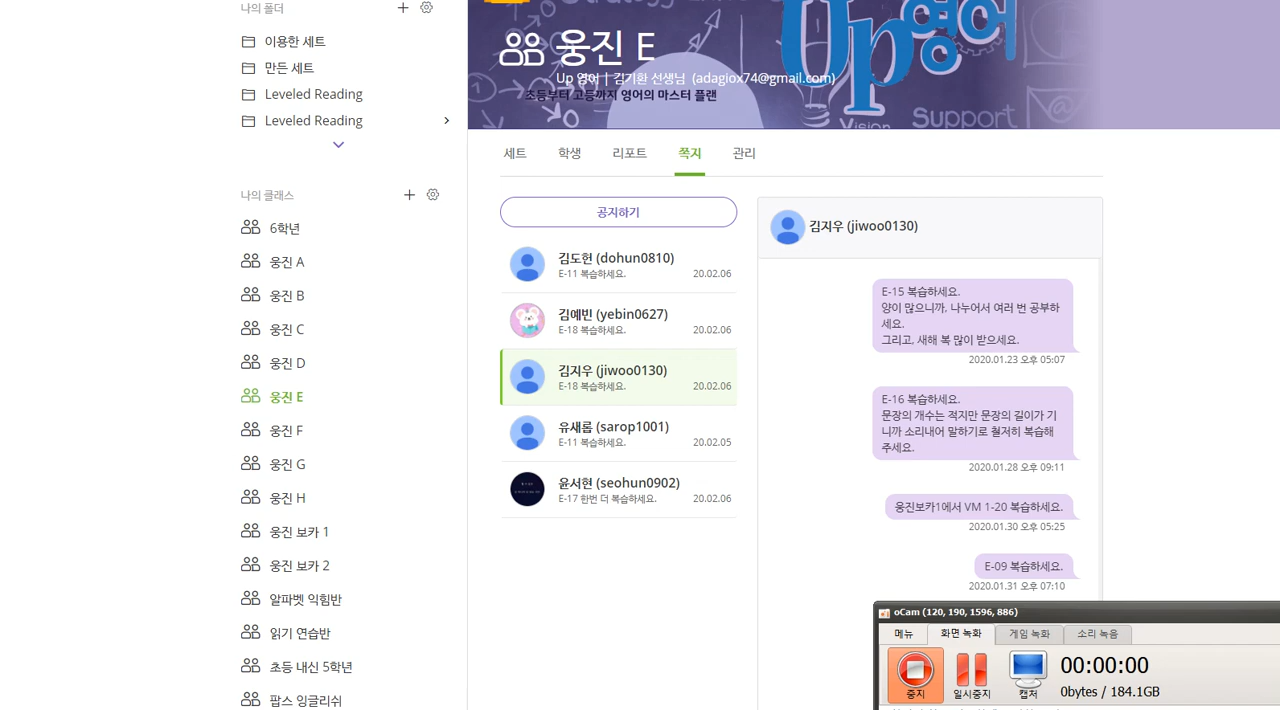 나의 폴더
이용한 세트
만든 세트
Leveled Reading
Leveled Reading
나의 클래스
6학년
웅진 A
웅진 B
웅진 C
웅진 D
웅진 E
웅진 F
웅진 G
웅진 H
웅진 보카 1
웅진 보카 2
알파벳 익힘반
읽기 연습반
초등 내신 5학년
팝스 잉글리쉬
Up영어
웅진 E
Up 영어 | 김기환 선생님 (adagiox74@gmail.com)
초등부터 고등까지 영어의 마스터 플랜
Support
Vision
세트 학생 리포트 쪽지 관리
공지하기
김도현 (dohun0810)
E-11 복습하세요. 20.02.06
김예빈 (yebin0627)
E-18 복습하세요. 20.02.06
김지우 (jiwoo0130)
E-18 복습하세요. 20.02.06
유새롬 (sarop1001)
E-11 복습하세요. 20.02.05
윤서현 (seohun0902)
E-17 한번 더 복습하세요. 20.02.06
김지우 (jiwoo0130)
E-15 복습하세요.
양이 많으니까, 나누어서 여러 번 공부하
세요.
그리고, 새해 복 많이 받으세요.
2020.01.23 오후 05:07
E-16 복습하세요.
문장의 개수는 적지만 문장의 길이가 기
니까 소리내어 말하기로 철저히 복습해
주세요.
2020.01.28 오후 09:11
웅진보카1에서 VM 1-20 복습하세요.
2020.01.30 오후 05:25
E-09 복습하세요.
2020.01.31 오후 07:10
oCam (120, 190, 1596, 886)
메뉴 화면 녹화 게임 녹화 소리 녹음
중지 일시중지 캡처
00:00:00
0bytes / 184.1GB